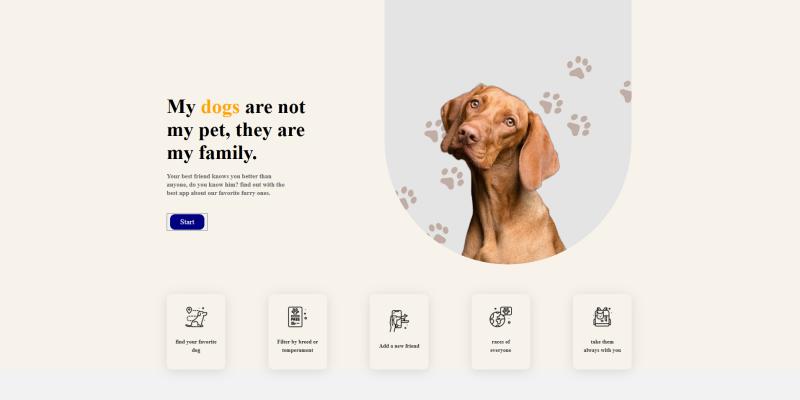 My dogs are not
my pet, they are
my family.
Your best friend knows you better than
anyone, do you know him? find out with the
best app about our favorite furry ones.
Start
find your favorite
dog
Filter by breed or
temperament
Add a new friend
races of
everyone
take them
always with you